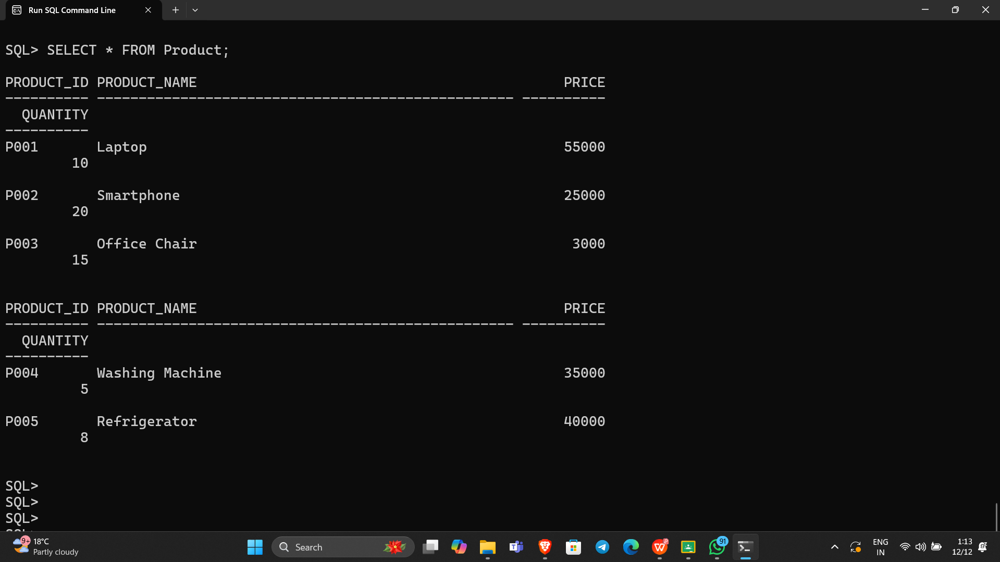 Run SQL Command Line
SQL> SELECT * FROM Product;
PRODUCT_ID PRODUCT_NAME                                            PRICE
---------- -------------------------------------------------- ----------
  QUANTITY
----------
P001       Laptop                                                  55000
        10
P002       Smartphone                                              25000
        20
P003       Office Chair                                             3000
        15
PRODUCT_ID PRODUCT_NAME                                            PRICE
---------- -------------------------------------------------- ----------
  QUANTITY
----------
P004       Washing Machine                                         35000
         5
P005       Refrigerator                                            40000
         8
SQL>
SQL>
SQL>
9+ 18°C
Partly cloudy
Search
91
ENG
IN
1:13
12/12